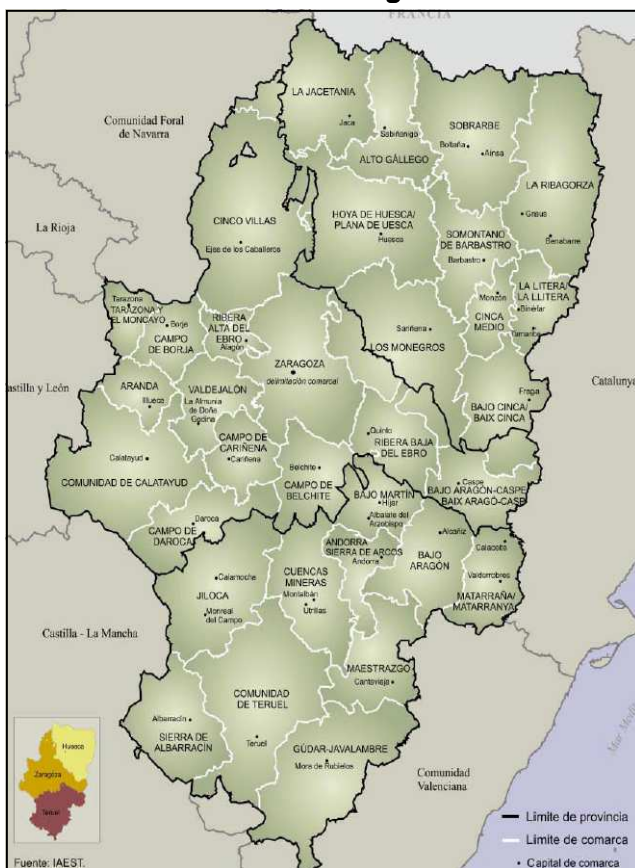 FRANCIA
Comunidad Foral
de Navarra
La Rioja
Catalunya
Castilla - La Mancha
Comunidad
Valenciana
LA JACETANIA
Jaca
Sabiñánigo
ALTO GÁLLEGO
SOBRARBE
Boltaña
Aínsa
LA RIBAGORZA
Graus
Benabarre
CINCO VILLAS
Ejea de los Caballeros
HOYA DE HUESCA/
PLANA DE UESCA
Huesca
SOMONTANO
DE BARBASTRO
Barbastro
LA LITERA/
LA LLITERA
Binéfar
Tamarite
Monzón
CINCA
MEDIO
Sariñena
LOS MONEGROS
Fraga
BAJO CINCA/
BAIX CINCA
Tarazona
TARAZONA Y
EL MONCAYO
Borja
CAMPO
DE BORJA
RIBERA
ALTA DEL
EBRO
Alagón
ZARAGOZA
delimitación comarcal
ARANDA
Illueca
VALDEJALÓN
La Almunia
de Doña
Godina
CAMPO DE
CARIÑENA
Cariñena
Calatayud
COMUNIDAD DE CALATAYUD
Belchite
CAMPO DE
BELCHITE
Quinto
RIBERA BAJA
DEL EBRO
Caspe
BAJO ARAGÓN-CASPE
BAIX ARAGÓ-CASP
Daroca
CAMPO DE
DAROCA
BAJO MARTÍN
Híjar
Albalate del
Arzobispo
ANDORRA
SIERRA DE ARCOS
Andorra
Alcañiz
BAJO
ARAGÓN
Valderrobres
MATARRAÑA/
MATARRANYA
Calamocha
JILOCA
Monreal
del Campo
CUENCAS
MINERAS
Montalbán
Utrillas
MAESTRAZGO
Cantavieja
COMUNIDAD
DE TERUEL
Teruel
Albarracín
SIERRA DE
ALBARRACÍN
GÚDAR-JAVALAMBRE
Mora de Rubielos
Huesca
Zaragoza
Teruel
Límite de provincia
Límite de comarca
Capital de comarca
Fuente: IAEST.